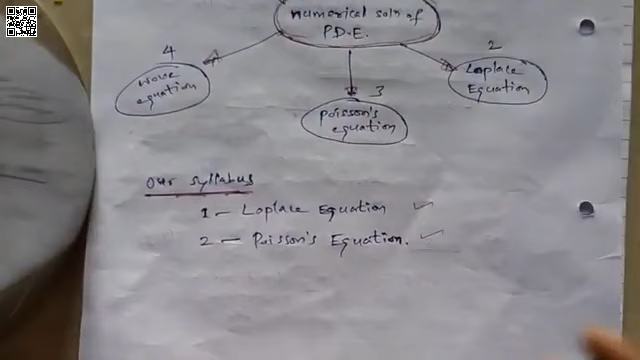 numerical soln of
P.D.E.
4
wave
equation
3
Poisson's
equation
2
Laplace
Equation
Our syllabus
1 - Laplace Equation ✓
2 - Poisson's Equation. ✓